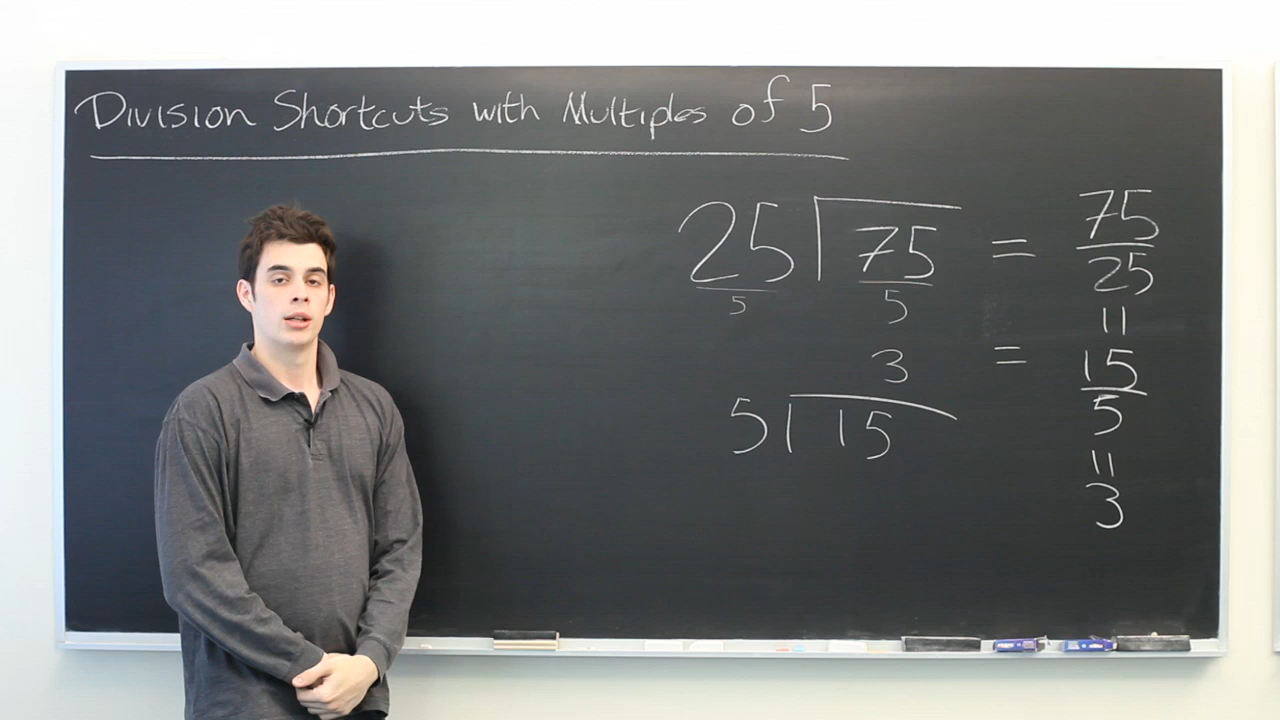 Division Shortcuts with Multiples of 5
25 75 = 75
5 5 25
11
3 = 15
5 15 5
11
3